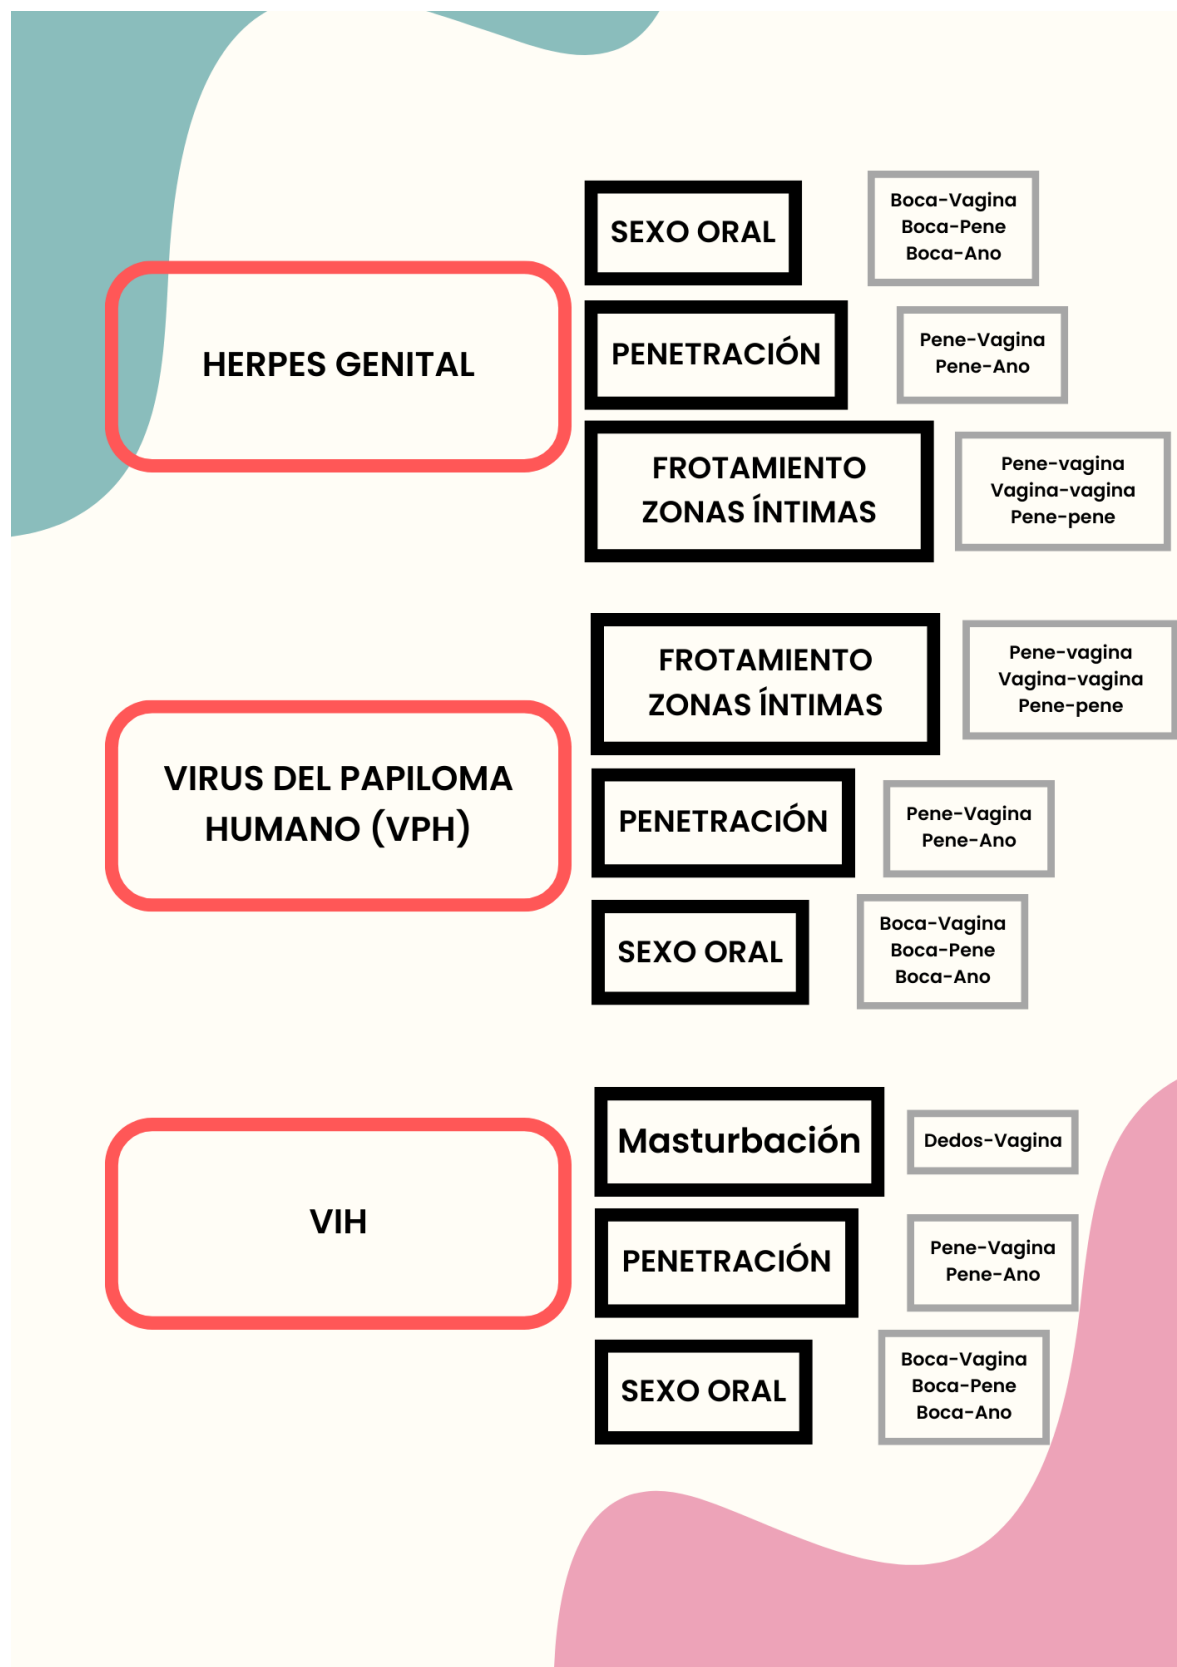 HERPES GENITAL
SEXO ORAL
Boca-Vagina
Boca-Pene
Boca-Ano
PENETRACIÓN
Pene-Vagina
Pene-Ano
FROTAMIENTO
ZONAS ÍNTIMAS
Pene-vagina
Vagina-vagina
Pene-pene
VIRUS DEL PAPILOMA
HUMANO (VPH)
FROTAMIENTO
ZONAS ÍNTIMAS
Pene-vagina
Vagina-vagina
Pene-pene
PENETRACIÓN
Pene-Vagina
Pene-Ano
SEXO ORAL
Boca-Vagina
Boca-Pene
Boca-Ano
VIH
Masturbación
Dedos-Vagina
PENETRACIÓN
Pene-Vagina
Pene-Ano
SEXO ORAL
Boca-Vagina
Boca-Pene
Boca-Ano